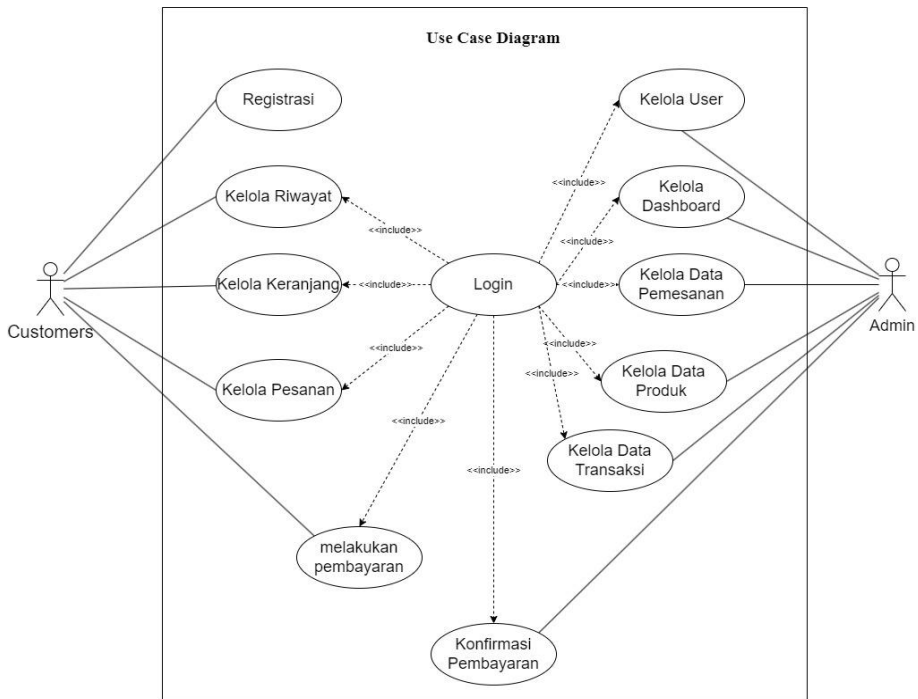 Use Case Diagram
Registrasi
Kelola User
Kelola Riwayat
Kelola
Dashboard
Kelola Keranjang
Login
Kelola Data
Pemesanan
Customers
Admin
Kelola Pesanan
Kelola Data
Produk
Kelola Data
Transaksi
melakukan
pembayaran
Konfirmasi
Pembayaran
<<include>>
<<include>>
<<include>>
<<include>>
<<include>>
<<include>>
<<include>>
<<include>>
<<include>>
<<include>>